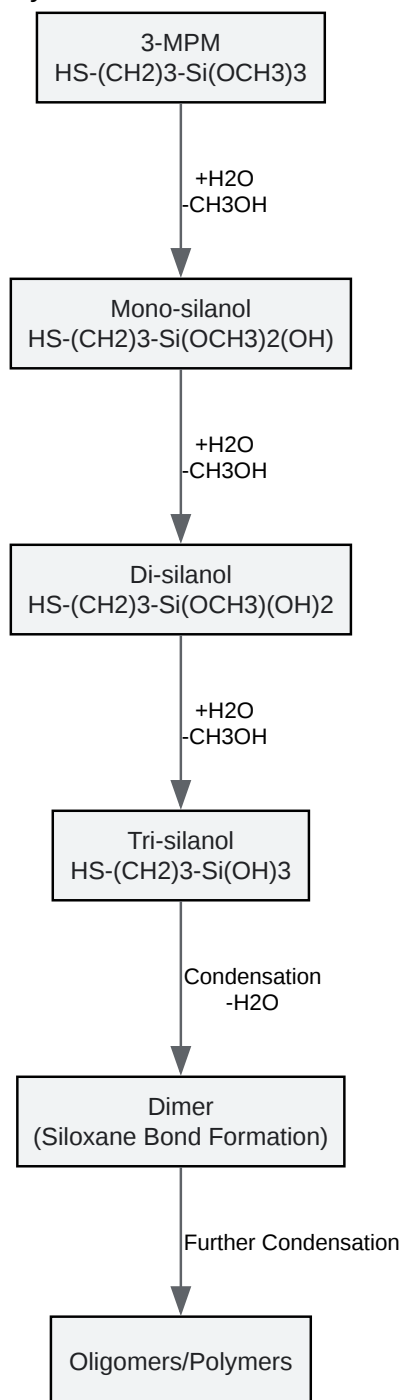 3-MPM
HS-(CH2)3-Si(OCH3)3
+H2O
-CH3OH
Mono-silanol
HS-(CH2)3-Si(OCH3)2(OH)
+H2O
-CH3OH
Di-silanol
HS-(CH2)3-Si(OCH3)(OH)2
+H2O
-CH3OH
Tri-silanol
HS-(CH2)3-Si(OH)3
Condensation
-H2O
Dimer
(Siloxane Bond Formation)
Further Condensation
Oligomers/Polymers